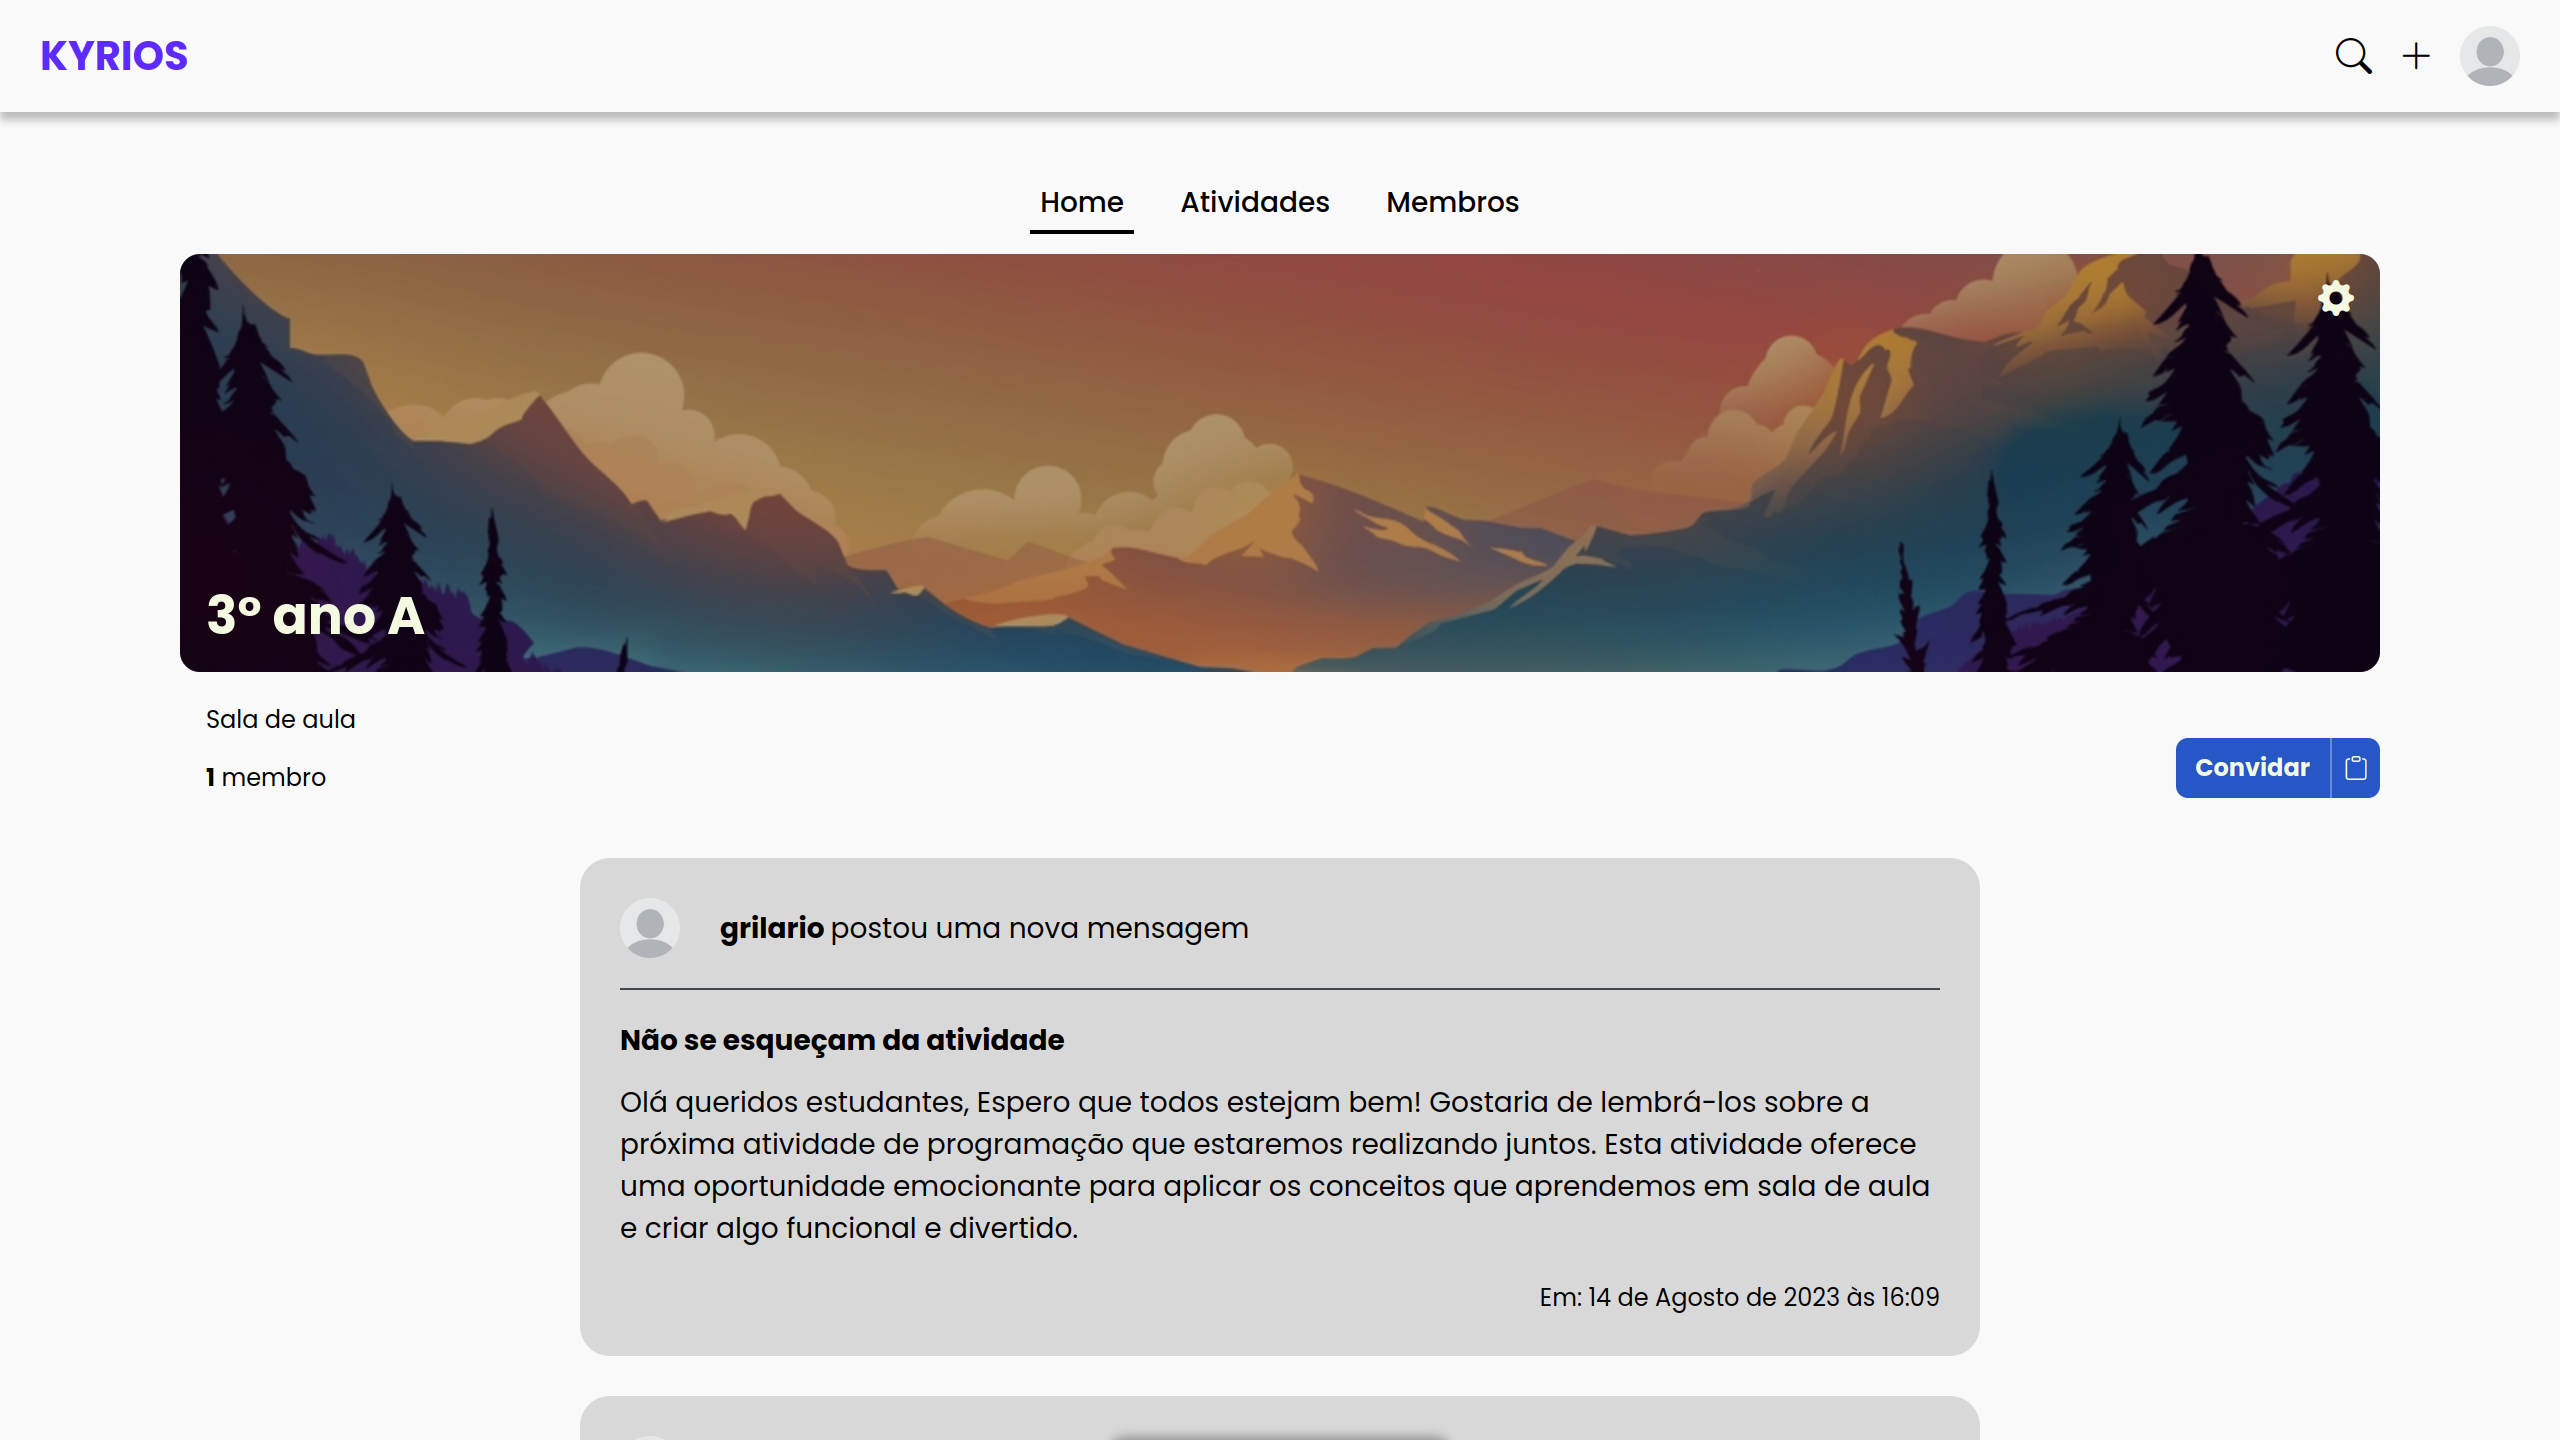 KYRIOS
Home Atividades Membros
3º ano A
Sala de aula
1 membro
Convidar
grilario postou uma nova mensagem
Não se esqueçam da atividade
Olá queridos estudantes, Espero que todos estejam bem! Gostaria de lembrá-los sobre a
próxima atividade de programação que estaremos realizando juntos. Esta atividade oferece
uma oportunidade emocionante para aplicar os conceitos que aprendemos em sala de aula
e criar algo funcional e divertido.
Em: 14 de Agosto de 2023 às 16:09